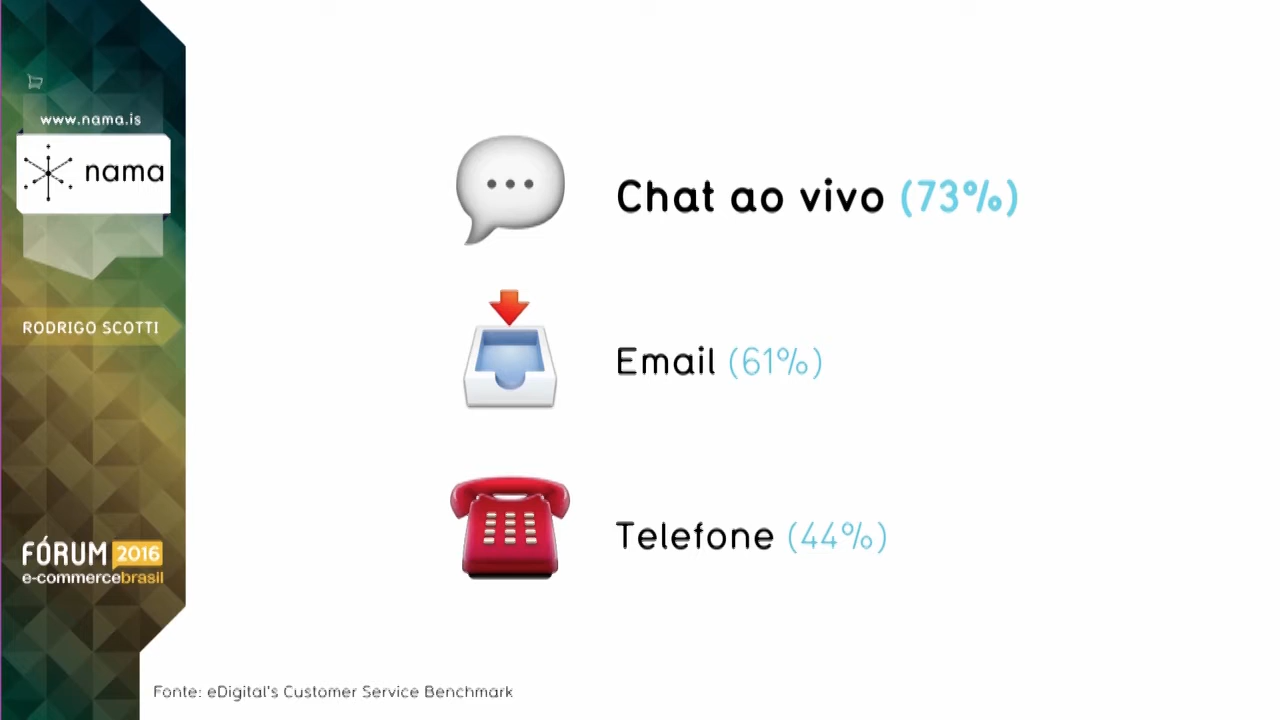 www.nama.is
nama
RODRIGO SCOTTI
FÓRUM 2016
e-commercebrasil
Chat ao vivo (73%)
Email (61%)
Telefone (44%)
Fonte: eDigital's Customer Service Benchmark